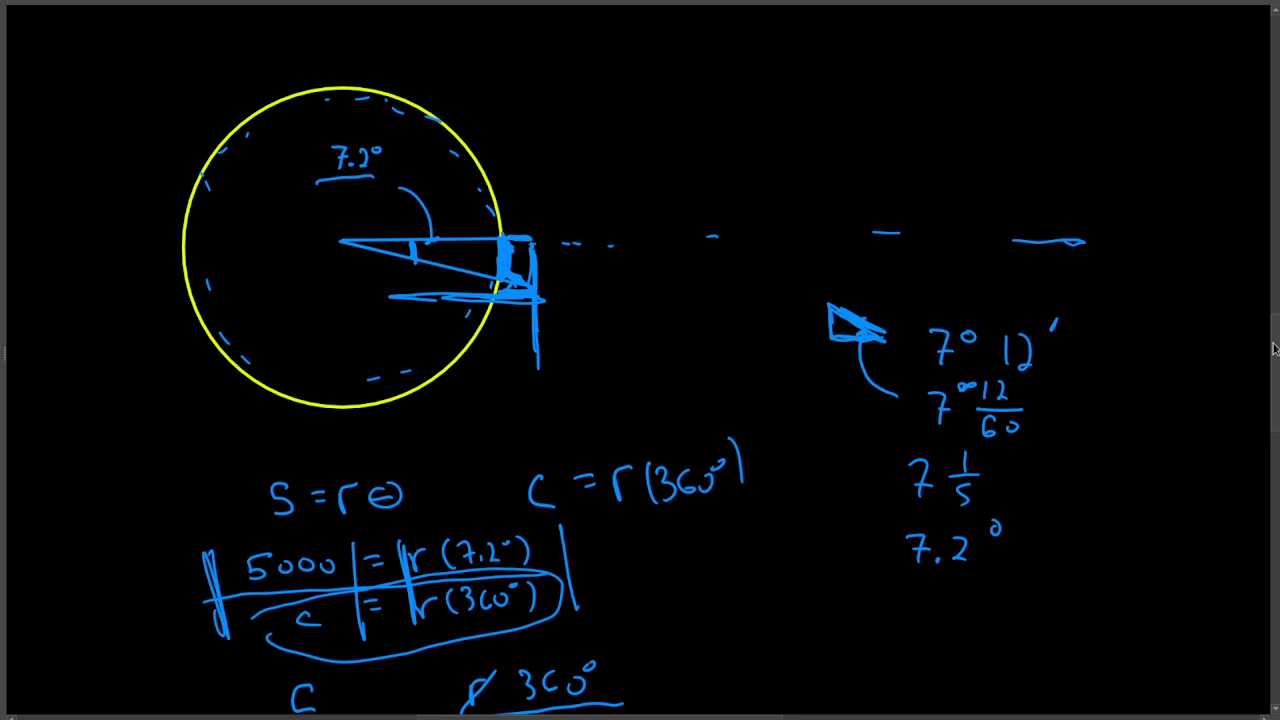 7.2°
7° 12'
7° 12/60
7 1/5
7.2°
S = rθ
C = r(360°)
5000 = r(7.2°)
C = r(360°)
C
r 360°